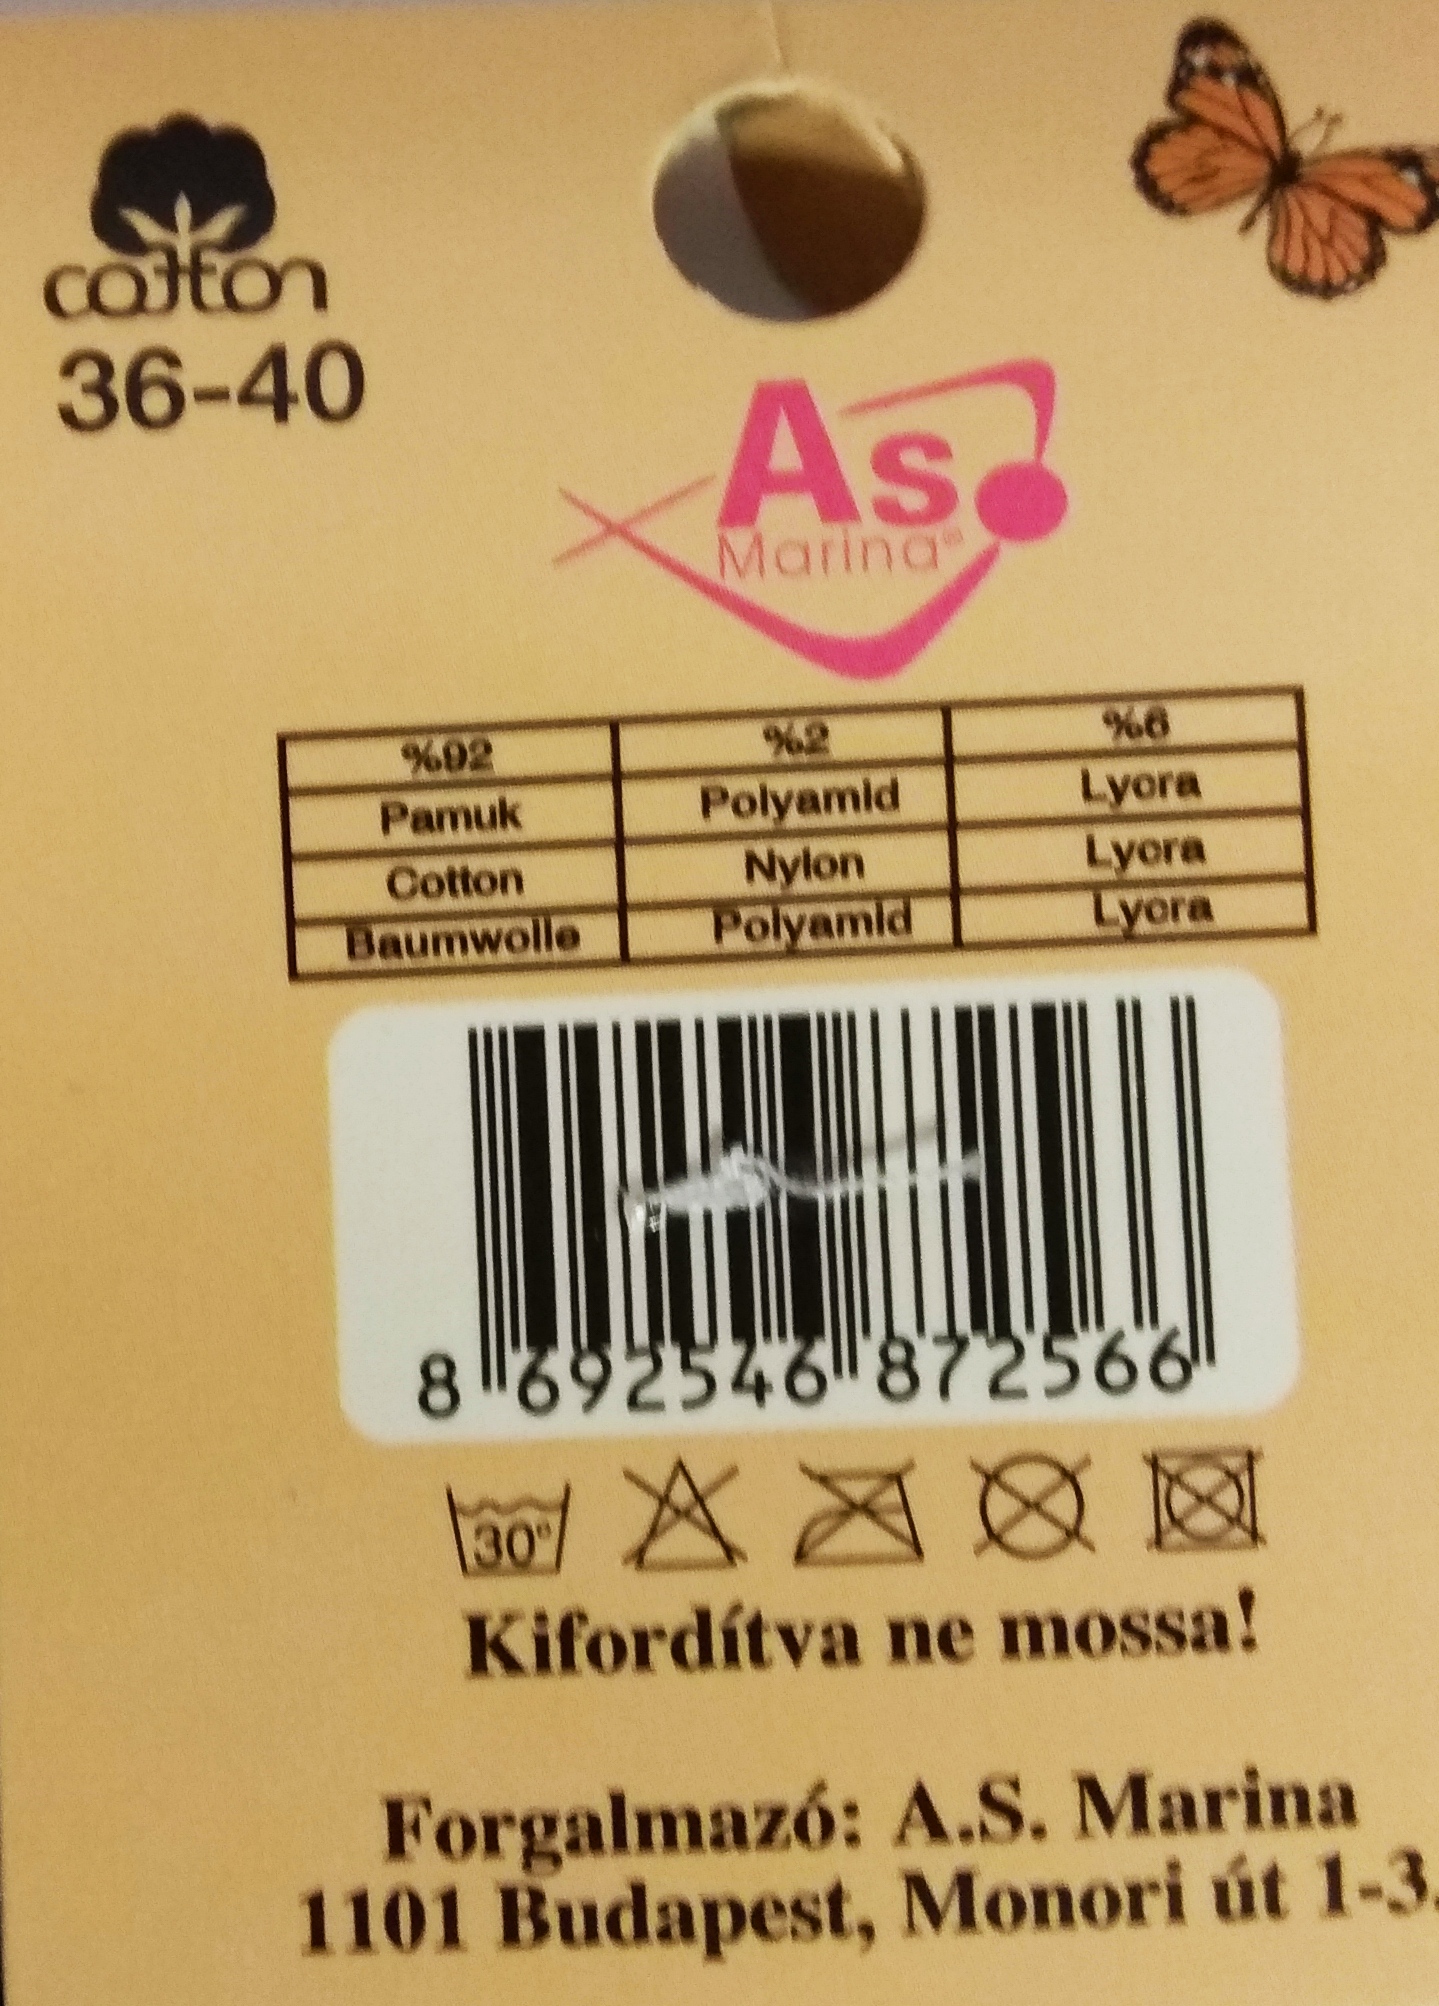 cotton
36-40
As
Marina®
%92 %2 %6
Pamuk Polyamid Lycra
Cotton Nylon Lycra
Baumwolle Polyamid Lycra
8 692546 872566
30°
Kifordítva ne mossa!
Forgalmazó: A.S. Marina
1101 Budapest, Monori út 1-3.